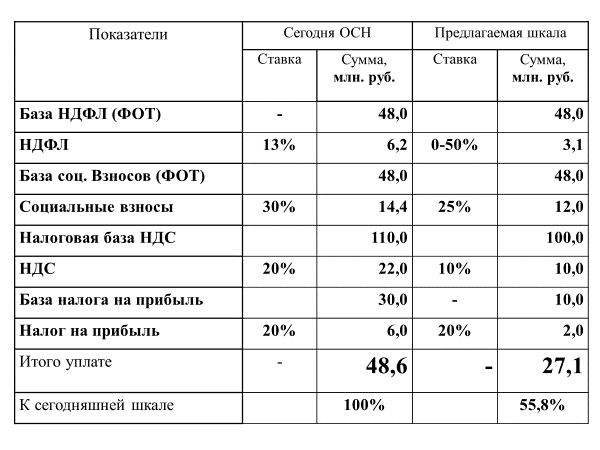 Показатели Сегодня ОСН Предлагаемая шкала
Ставка Сумма, Ставка Сумма,
млн. руб. млн. руб.
База НДФЛ (ФОТ) - 48,0 48,0
НДФЛ 13% 6,2 0-50% 3,1
База соц. Взносов (ФОТ) 48,0 48,0
Социальные взносы 30% 14,4 25% 12,0
Налоговая база НДС 110,0 100,0
НДС 20% 22,0 10% 10,0
База налога на прибыль 30,0 - 10,0
Налог на прибыль 20% 6,0 20% 2,0
Итого уплате - 48,6 - 27,1
К сегодняшней шкале 100% 55,8%